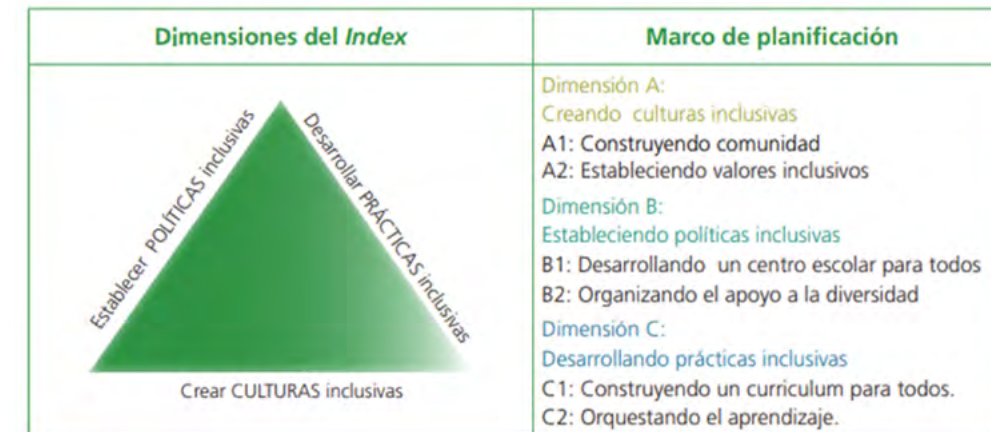 Dimensiones del Index
Marco de planificación
Establecer POLÍTICAS inclusivas
Desarrollar PRÁCTICAS inclusivas
Crear CULTURAS inclusivas
Dimensión A:
Creando culturas inclusivas
A1: Construyendo comunidad
A2: Estableciendo valores inclusivos
Dimensión B:
Estableciendo políticas inclusivas
B1: Desarrollando un centro escolar para todos
B2: Organizando el apoyo a la diversidad
Dimensión C:
Desarrollando prácticas inclusivas
C1: Construyendo un curriculum para todos.
C2: Orquestando el aprendizaje.